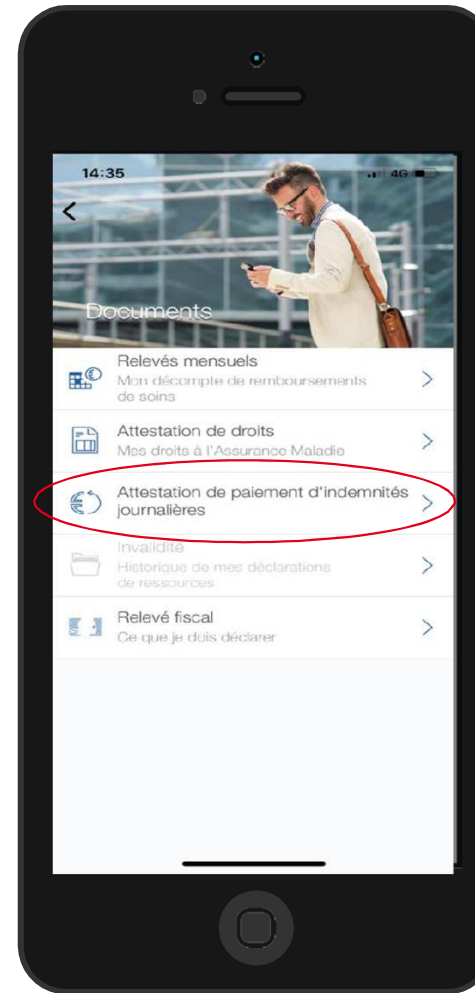 14:35
4G
Documents
Relevés mensuels
Mon décompte de remboursements
de soins
Attestation de droits
Mes droits à l'Assurance Maladie
Attestation de paiement d'indemnités
journalières
Invalidité
Historique de mes déclarations
de ressources
Relevé fiscal
Ce que je dois déclarer